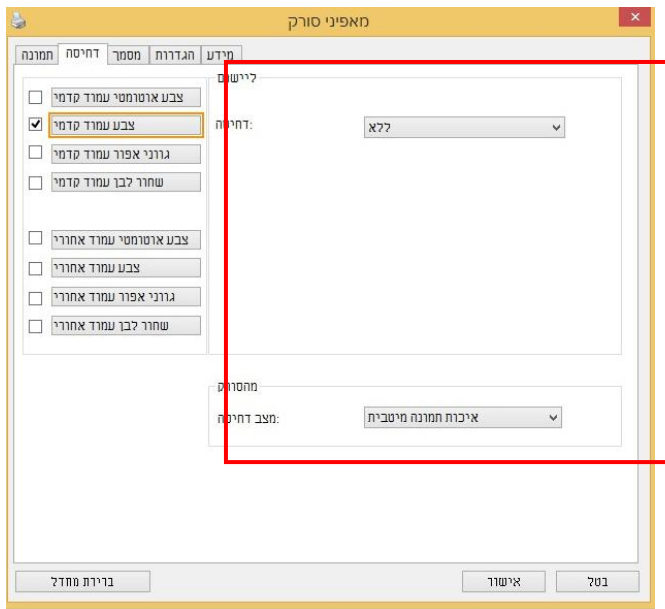 מאפיני סורק
תמונה
דחיסה
מסמך
הגדרות
מידע
צבע אוטומטי עמוד קדמי
צבע עמוד קדמי
גווני אפור עמוד קדמי
שחור לבן עמוד קדמי
צבע אוטומטי עמוד אחורי
צבע עמוד אחורי
גווני אפור עמוד אחורי
שחור לבן עמוד אחורי
ליישום
דחיסה:
ללא
מהסורק
מצב דחיסה:
איכות תמונה מיטבית
ברירת מחדל
אישור
בטל